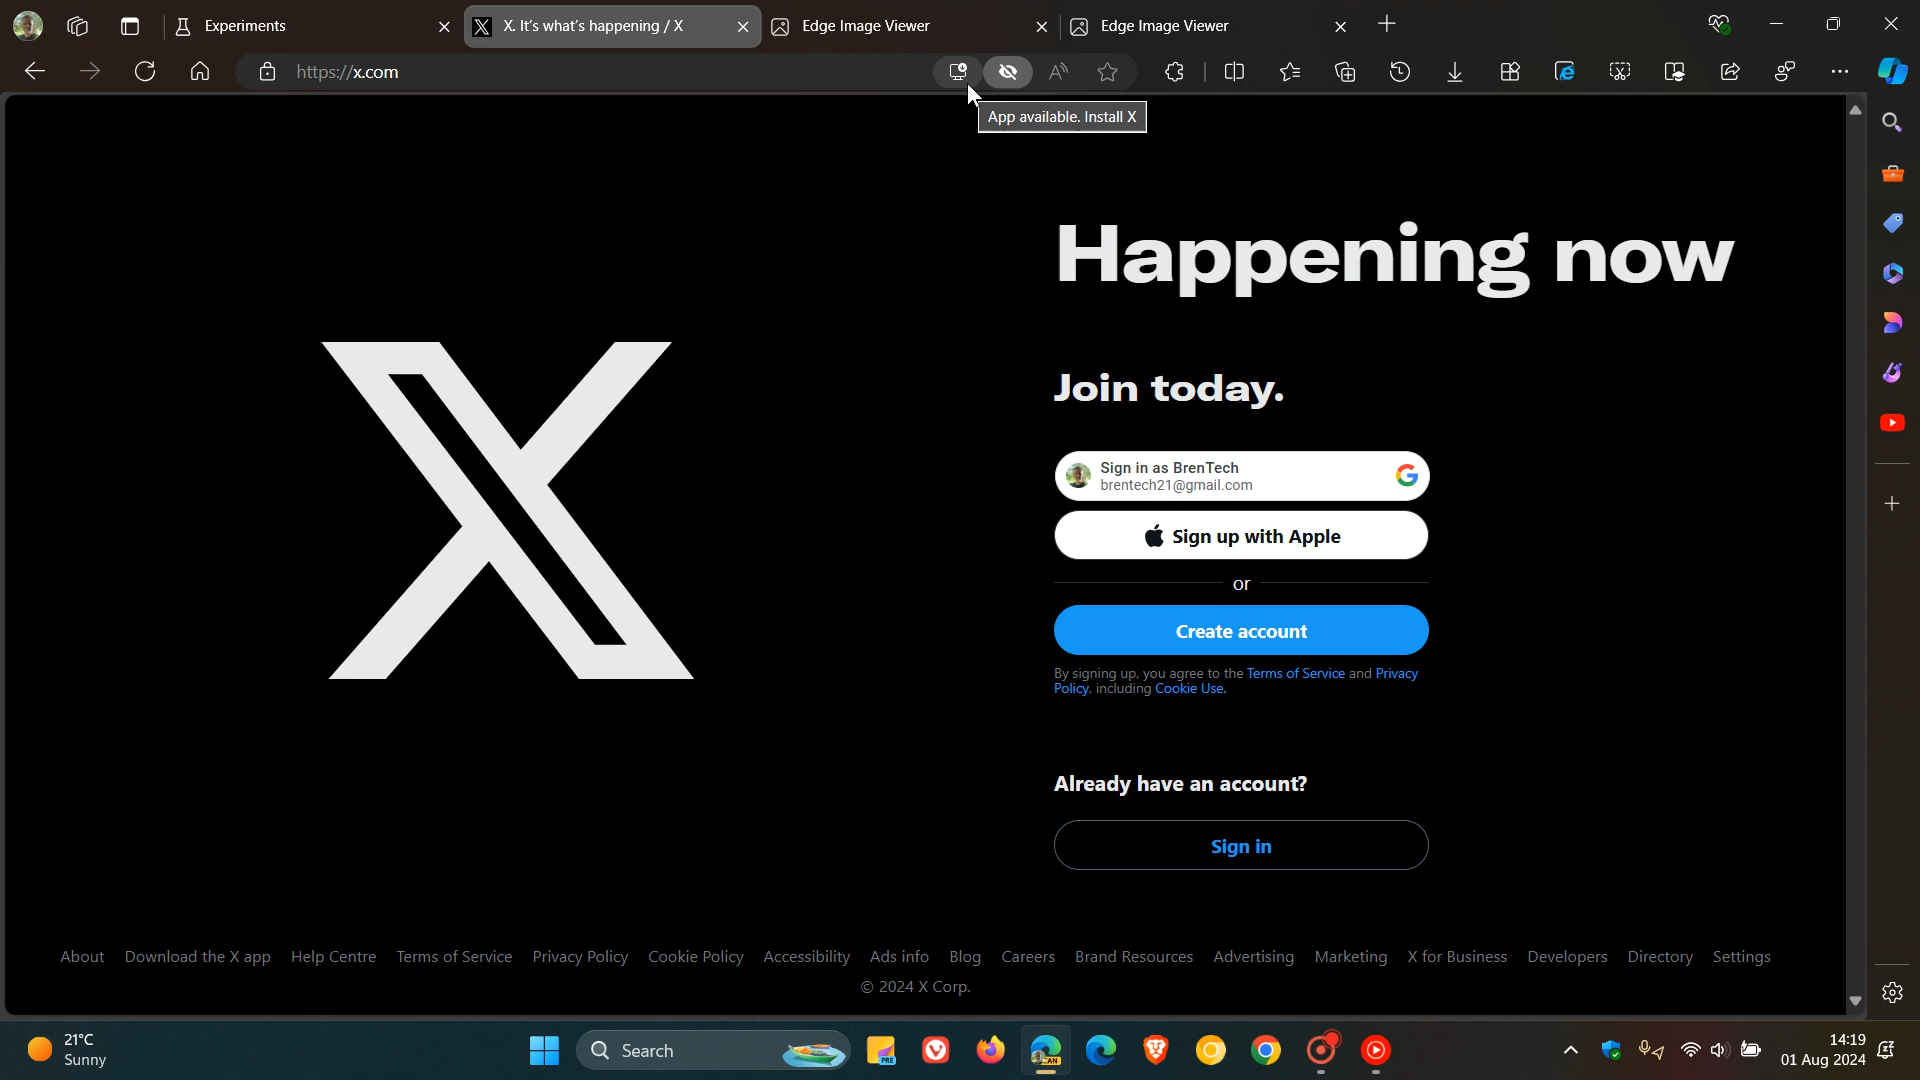 Experiments
X. It's what's happening / X
Edge Image Viewer
Edge Image Viewer
https://x.com
App available. Install X
Happening now
Join today.
Sign in as BrenTech
brentech21@gmail.com
Sign up with Apple
or
Create account
By signing up, you agree to the Terms of Service and Privacy
Policy, including Cookie Use.
Already have an account?
Sign in
About Download the X app Help Centre Terms of Service Privacy Policy Cookie Policy Accessibility Ads info Blog Careers Brand Resources Advertising Marketing X for Business Developers Directory Settings
© 2024 X Corp.
21°C
Sunny
Search
PRE
CAN
14:19
01 Aug 2024